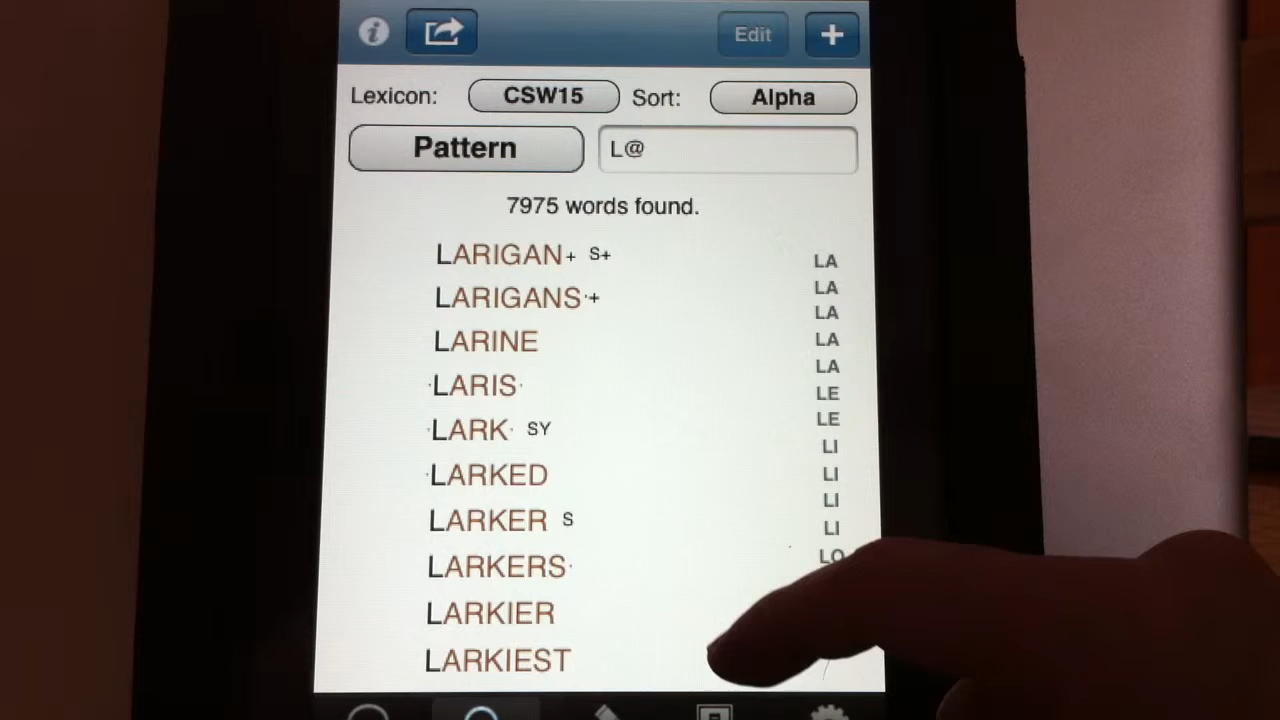 i Edit +
Lexicon: CSW15 Sort: Alpha
Pattern L@
7975 words found.
LARIGAN+ S+
LARIGANS·+
LARINE
·LARIS·
·LARK· SY
·LARKED
LARKER S
LARKERS·
LARKIER
LARKIEST
LA
LA
LA
LA
LA
LE
LE
LI
LI
LI
LI
LO